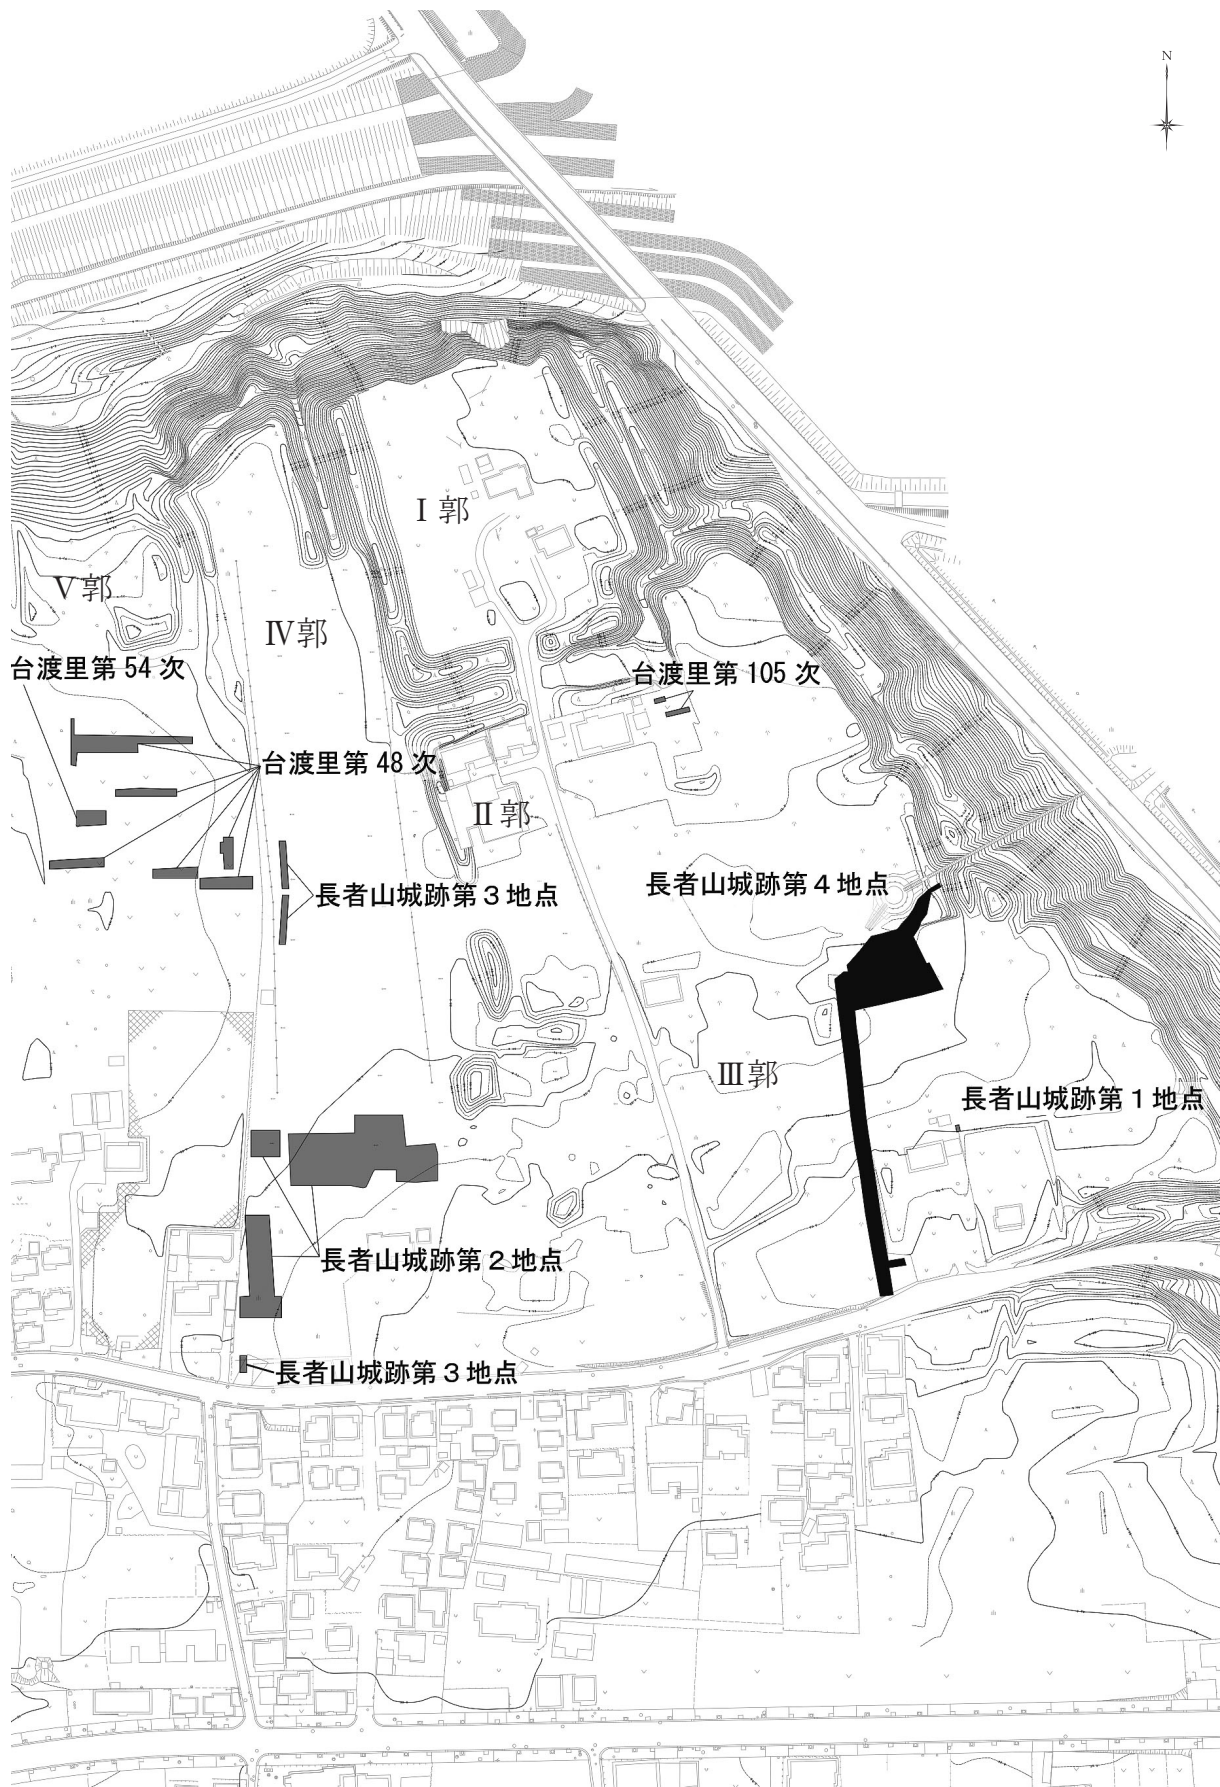 N
Ⅰ郭
Ⅴ郭
Ⅳ郭
台渡里第 54 次
台渡里第 105 次
台渡里第 48 次
Ⅱ郭
長者山城跡第３地点
長者山城跡第４地点
Ⅲ郭
長者山城跡第１地点
長者山城跡第２地点
長者山城跡第３地点